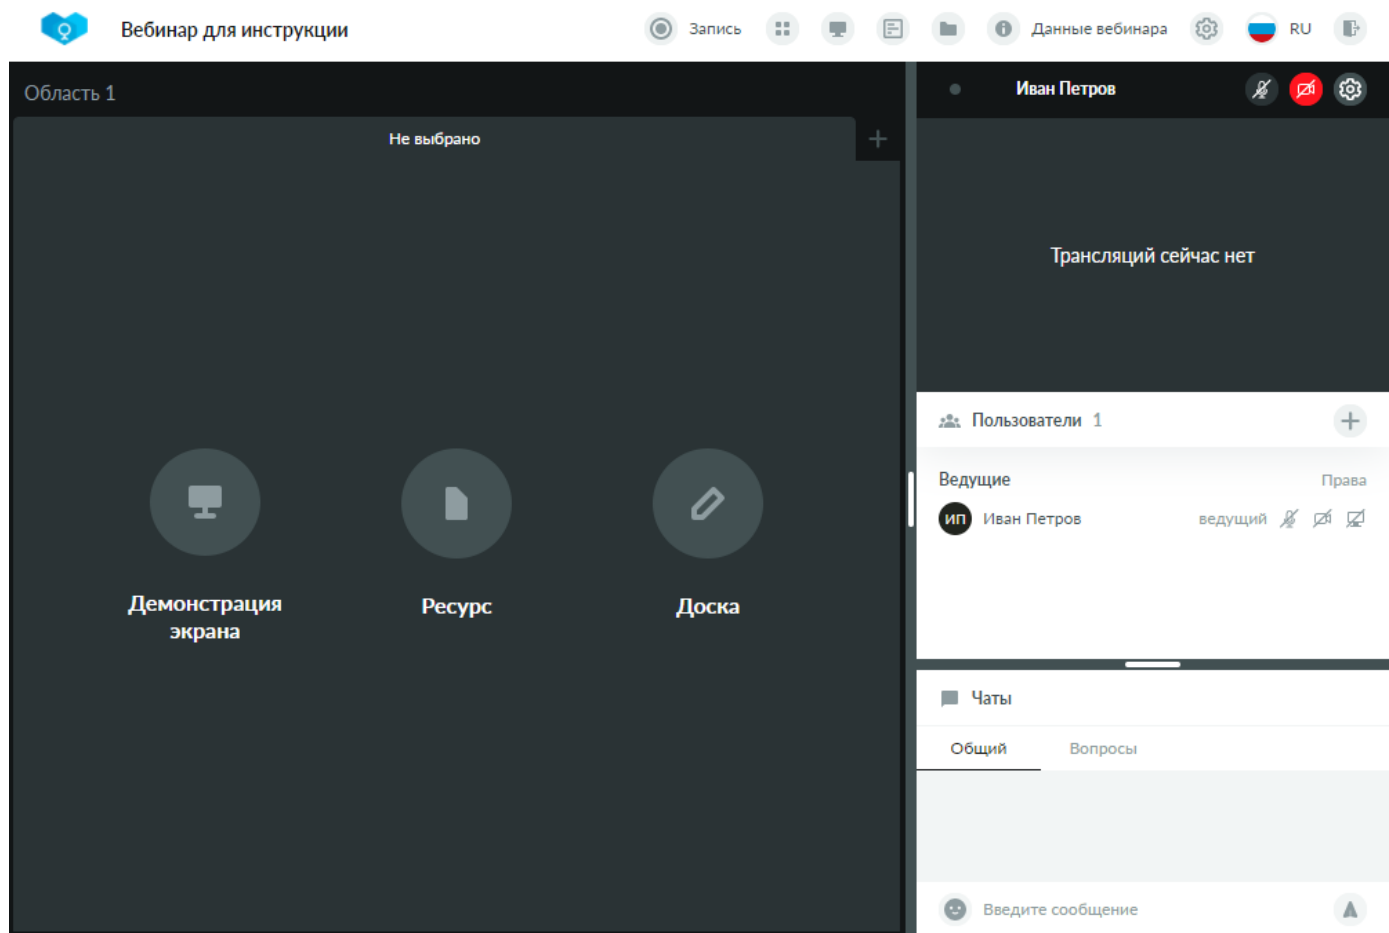 Вебинар для инструкции
Запись
Данные вебинара
RU
Область 1
Не выбрано
Демонстрация
экрана
Ресурс
Доска
Иван Петров
Трансляций сейчас нет
Пользователи 1
Ведущие
Права
ИП Иван Петров
ведущий
Чаты
Общий
Вопросы
Введите сообщение